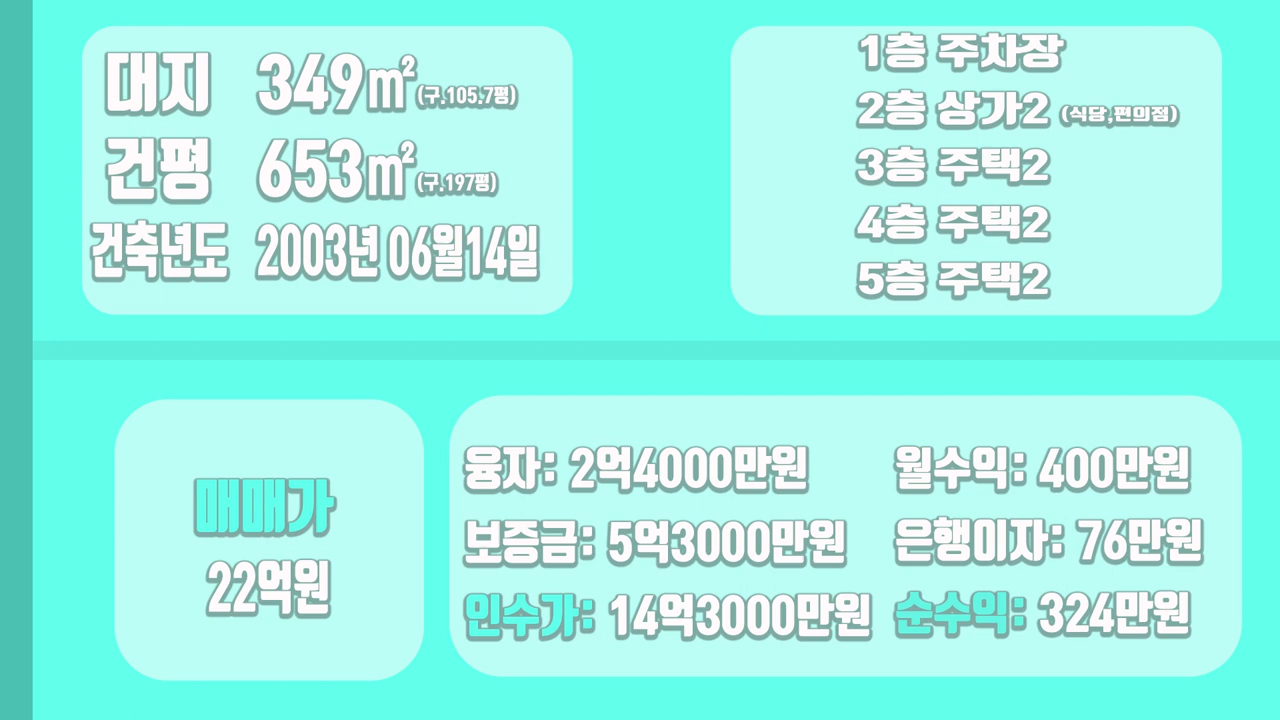 대지 349㎡(구.105.7평)
건평 653㎡(구.197평)
건축년도 2003년 06월14일
1층 주차장
2층 상가2 (식당,편의점)
3층 주택2
4층 주택2
5층 주택2
매매가
22억원
융자: 2억4000만원
보증금: 5억3000만원
인수가: 14억3000만원
월수익: 400만원
은행이자: 76만원
순수익: 324만원